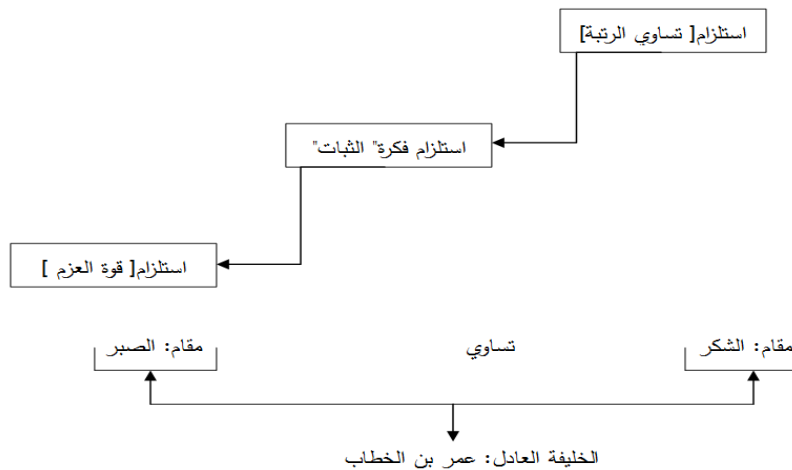 استلزام[ تساوي الرتبة]
استلزام فكرة" الثبات"
استلزام[ قوة العزم ]
مقام: الشكر
تساوي
مقام: الصبر
الخليفة العادل: عمر بن الخطاب